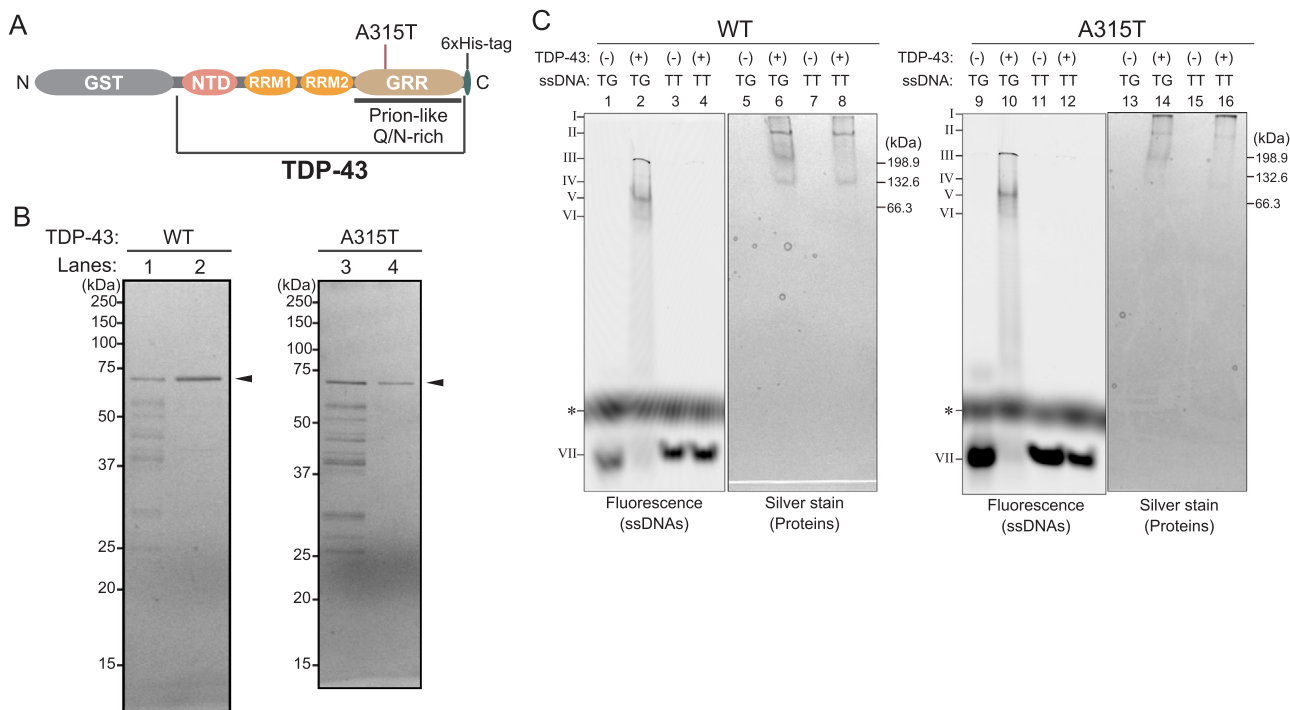 A
A315T
6xHis-tag
N GST NTD RRM1 RRM2 GRR C
Prion-like
Q/N-rich
TDP-43
B
TDP-43: WT A315T
Lanes: 1 2 3 4
(kDa) (kDa)
250 250
150 150
100 100
75 75
50 50
37 37
25 25
20 20
15 15
C
WT A315T
TDP-43: (-) (+) (-) (+) (-) (+) (-) (+) TDP-43: (-) (+) (-) (+) (-) (+) (-) (+)
ssDNA: TG TG TT TT TG TG TT TT ssDNA: TG TG TT TT TG TG TT TT
1 2 3 4 5 6 7 8 9 10 11 12 13 14 15 16
I I
II II
(kDa) (kDa)
III 198.9 III 198.9
IV 132.6 IV 132.6
V V
66.3 66.3
VI VI
* *
VII VII
Fluorescence Silver stain Fluorescence Silver stain
(ssDNAs) (Proteins) (ssDNAs) (Proteins)